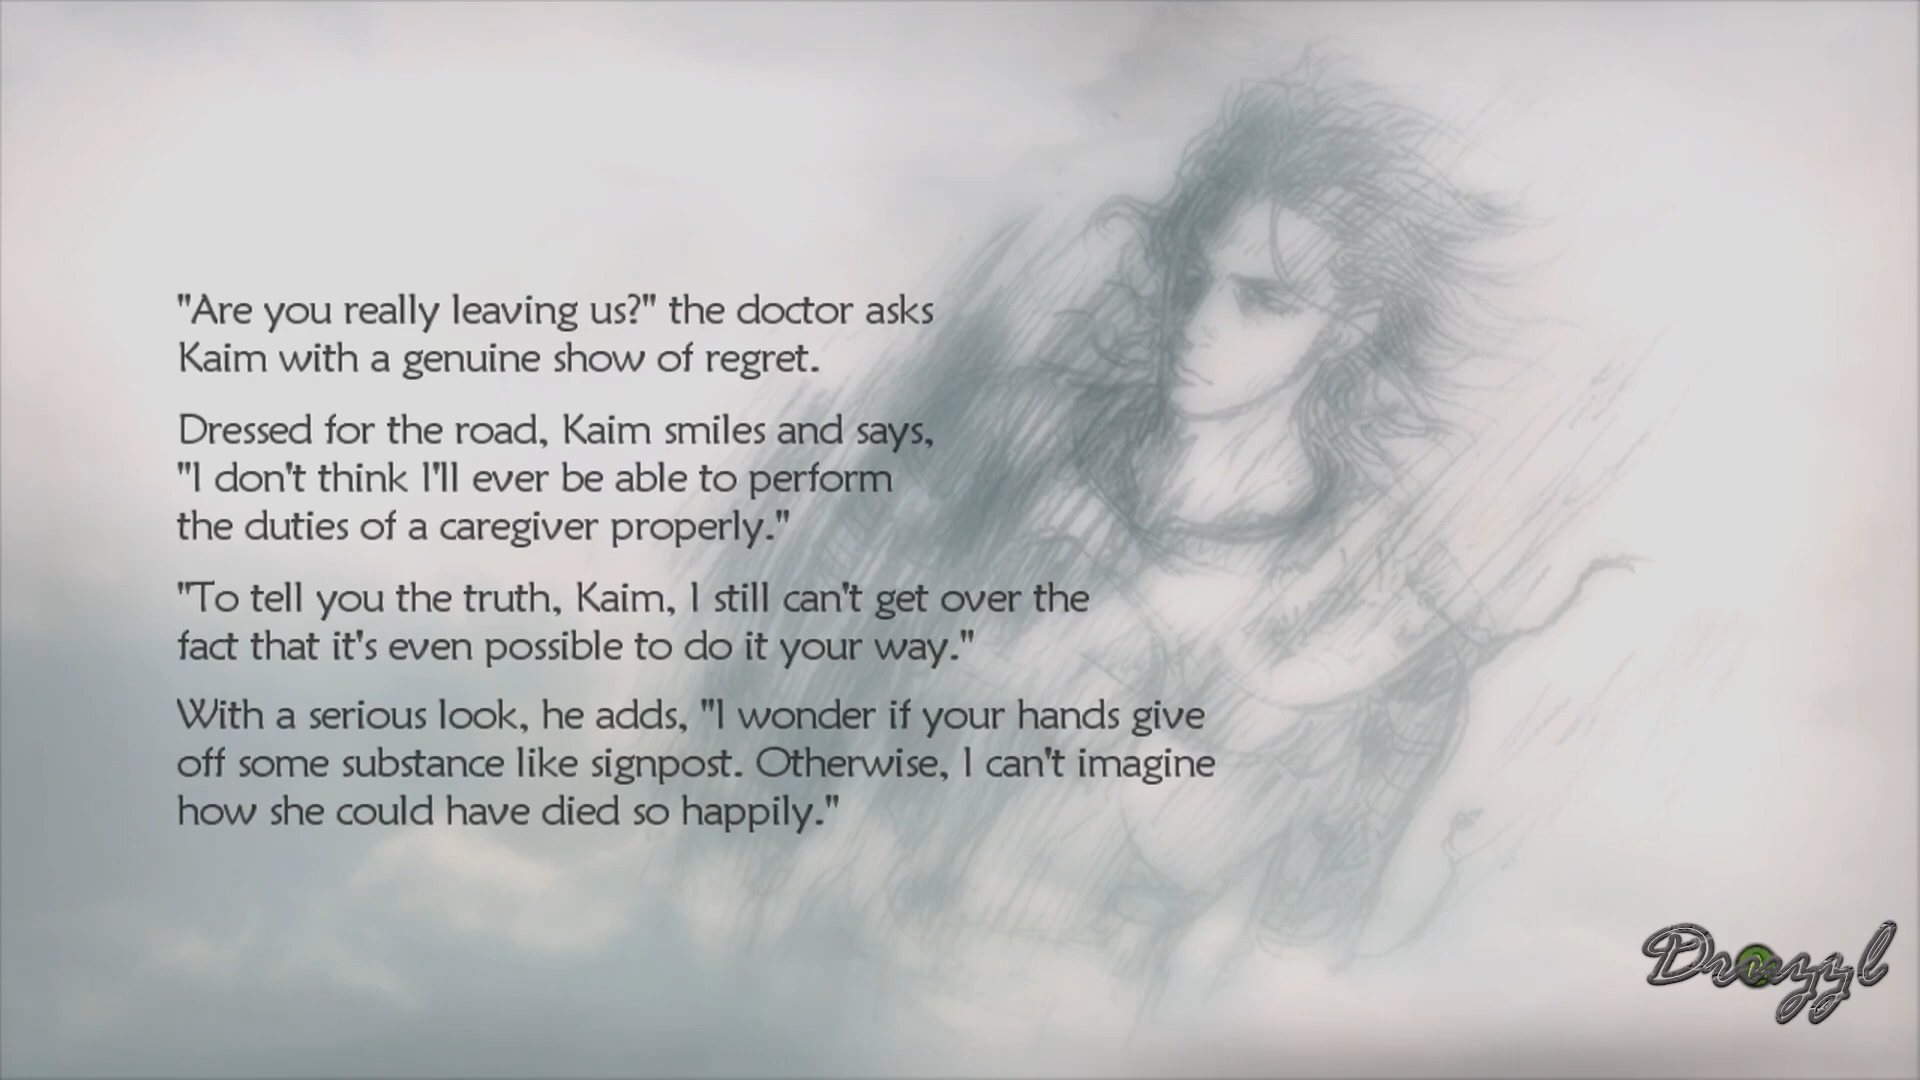 "Are you really leaving us?" the doctor asks
Kaim with a genuine show of regret.
Dressed for the road, Kaim smiles and says,
"I don't think I'll ever be able to perform
the duties of a caregiver properly."
"To tell you the truth, Kaim, I still can't get over the
fact that it's even possible to do it your way."
With a serious look, he adds, "I wonder if your hands give
off some substance like signpost. Otherwise, I can't imagine
how she could have died so happily."
Drazzyl